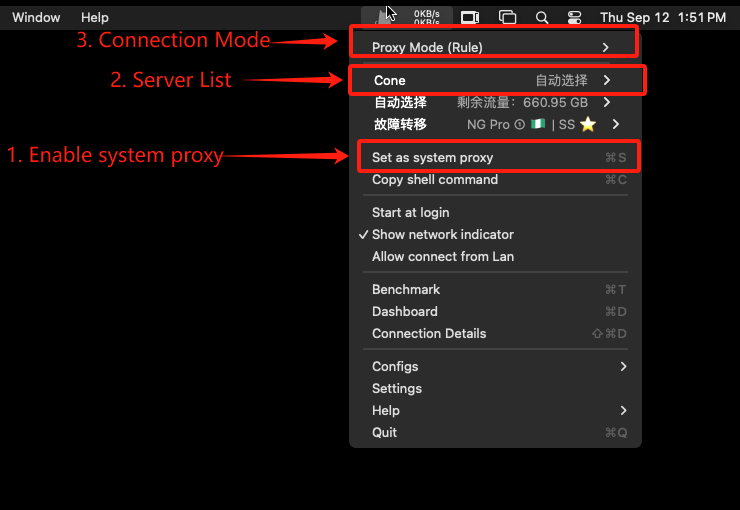 Window Help 0KB/s 0KB/s Thu Sep 12 1:51 PM
3. Connection Mode
Proxy Mode (Rule)
2. Server List
Cone 自动选择
自动选择 剩余流量：660.95 GB
故障转移 NG Pro ① 🇳🇬 | SS ⭐
1. Enable system proxy
Set as system proxy ⌘S
Copy shell command ⌘C
Start at login
✓ Show network indicator
Allow connect from Lan
Benchmark ⌘T
Dashboard ⌘D
Connection Details ⇧⌘D
Configs
Settings
Help
Quit ⌘Q